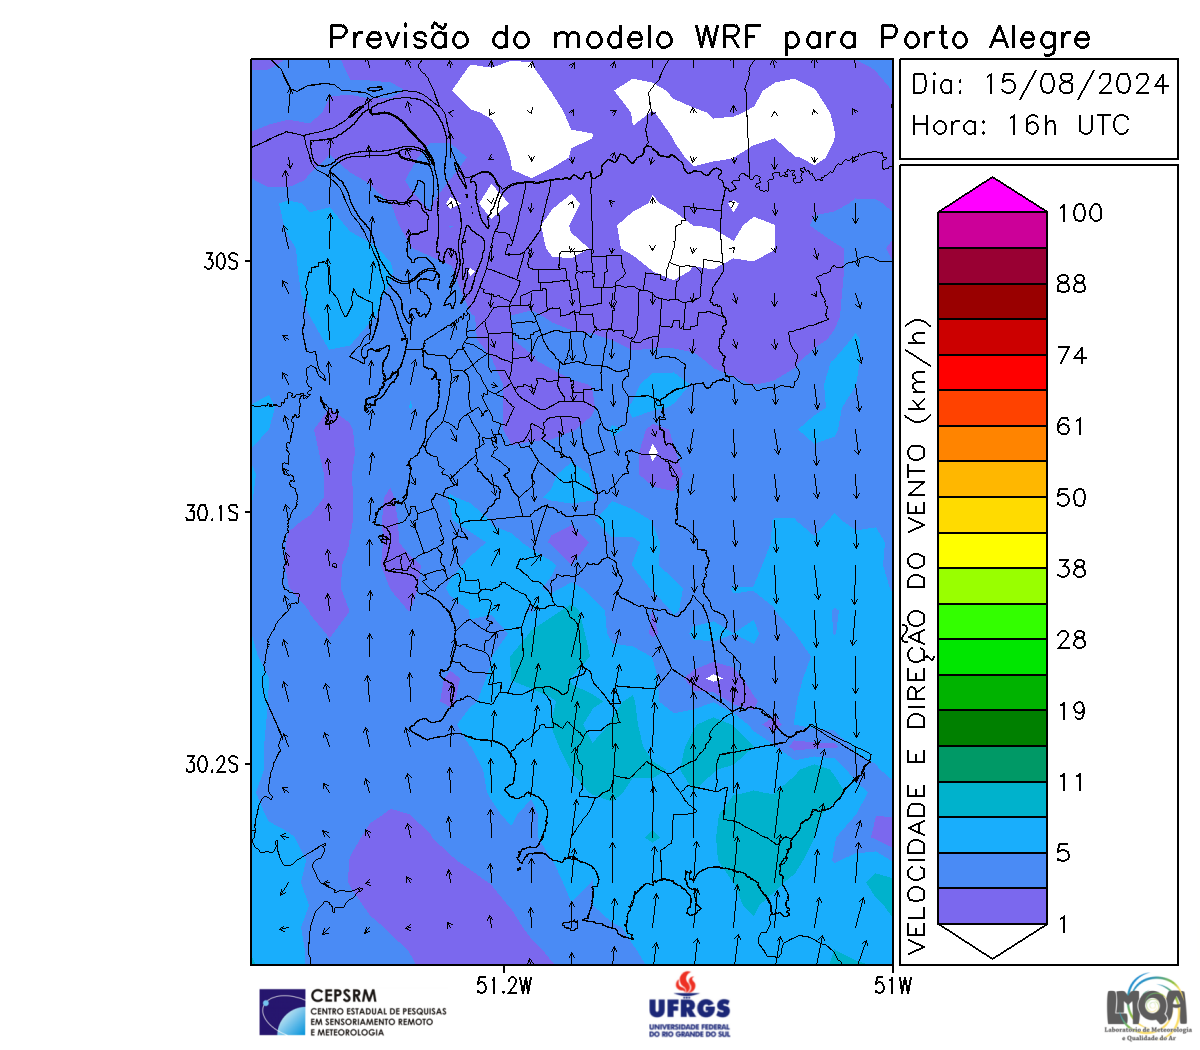 Previsão do modelo WRF para Porto Alegre
Dia: 15/08/2024
Hora: 16h UTC
VELOCIDADE E DIREÇÃO DO VENTO (km/h)
100
88
74
61
50
38
28
19
11
5
1
30S
30.1S
30.2S
51.2W
51W
CEPSRM
CENTRO ESTADUAL DE PESQUISAS
EM SENSORIAMENTO REMOTO
E METEOROLOGIA
UFRGS
UNIVERSIDADE FEDERAL
DO RIO GRANDE DO SUL
LMQA
Laboratório de Meteorologia
e Qualidade do Ar